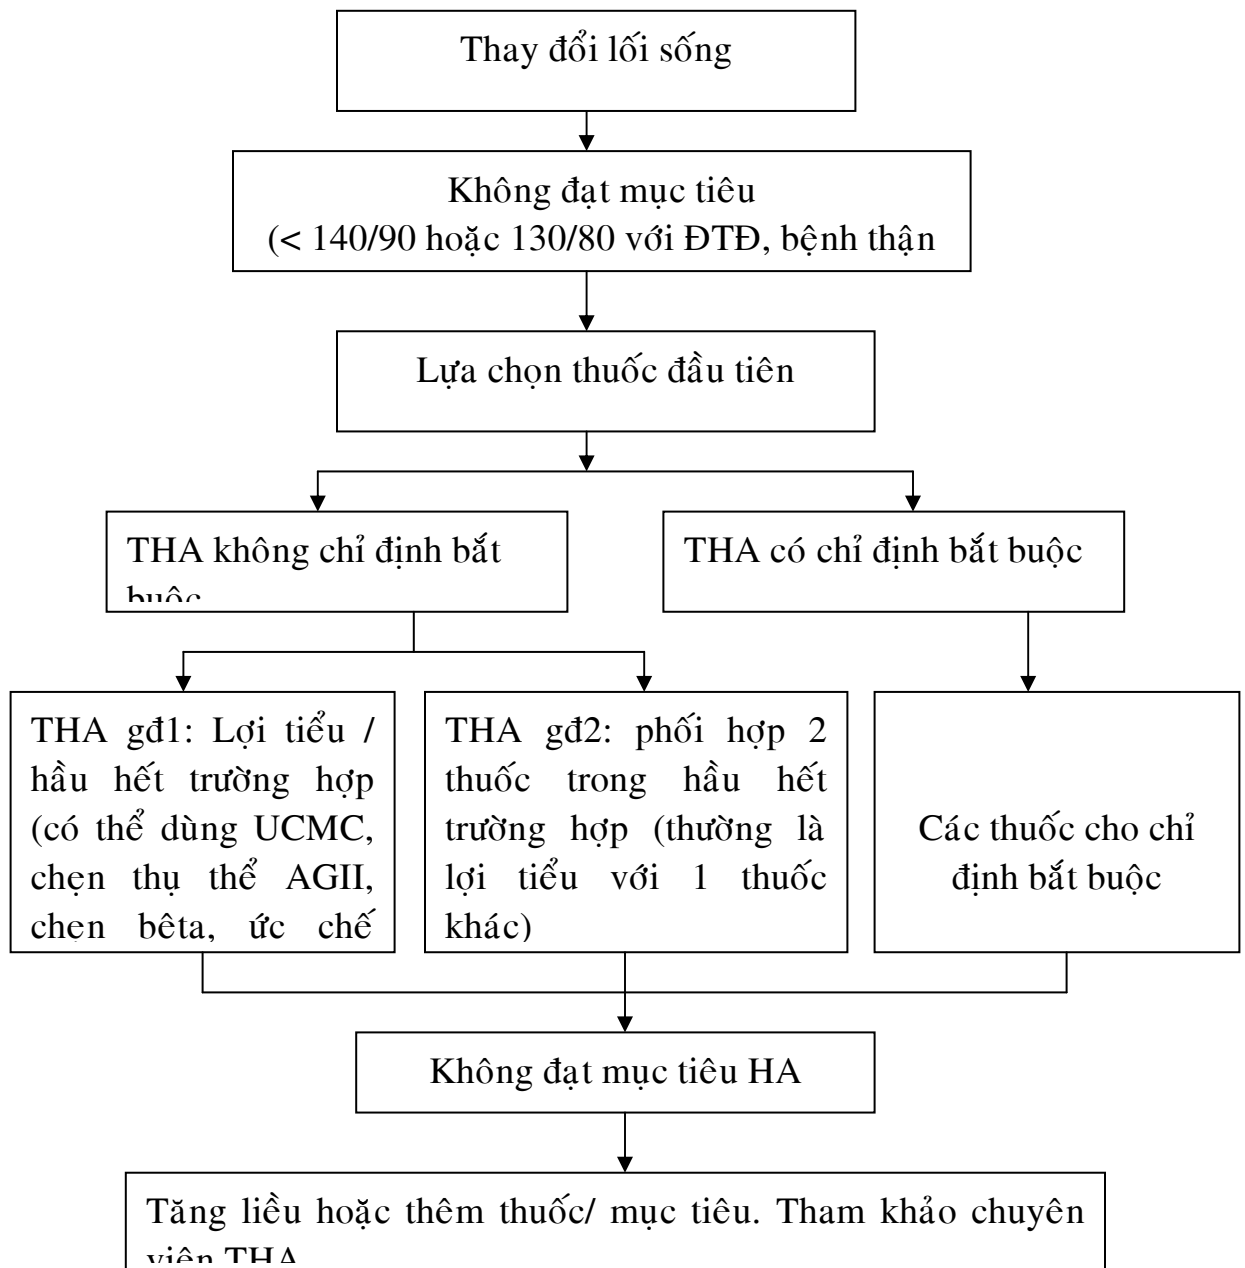 Thay đổi lối sống
Không đạt mục tiêu
(< 140/90 hoặc 130/80 với ĐTĐ, bệnh thận
Lựa chọn thuốc đầu tiên
THA không chỉ định bắt
buộc
THA có chỉ định bắt buộc
THA gđ1: Lợi tiểu /
hầu hết trường hợp
(có thể dùng UCMC,
chẹn thụ thể AGII,
chẹn bêta, ức chế
THA gđ2: phối hợp 2
thuốc trong hầu hết
trường hợp (thường là
lợi tiểu với 1 thuốc
khác)
Các thuốc cho chỉ
định bắt buộc
Không đạt mục tiêu HA
Tăng liều hoặc thêm thuốc/ mục tiêu. Tham khảo chuyên
viên THA